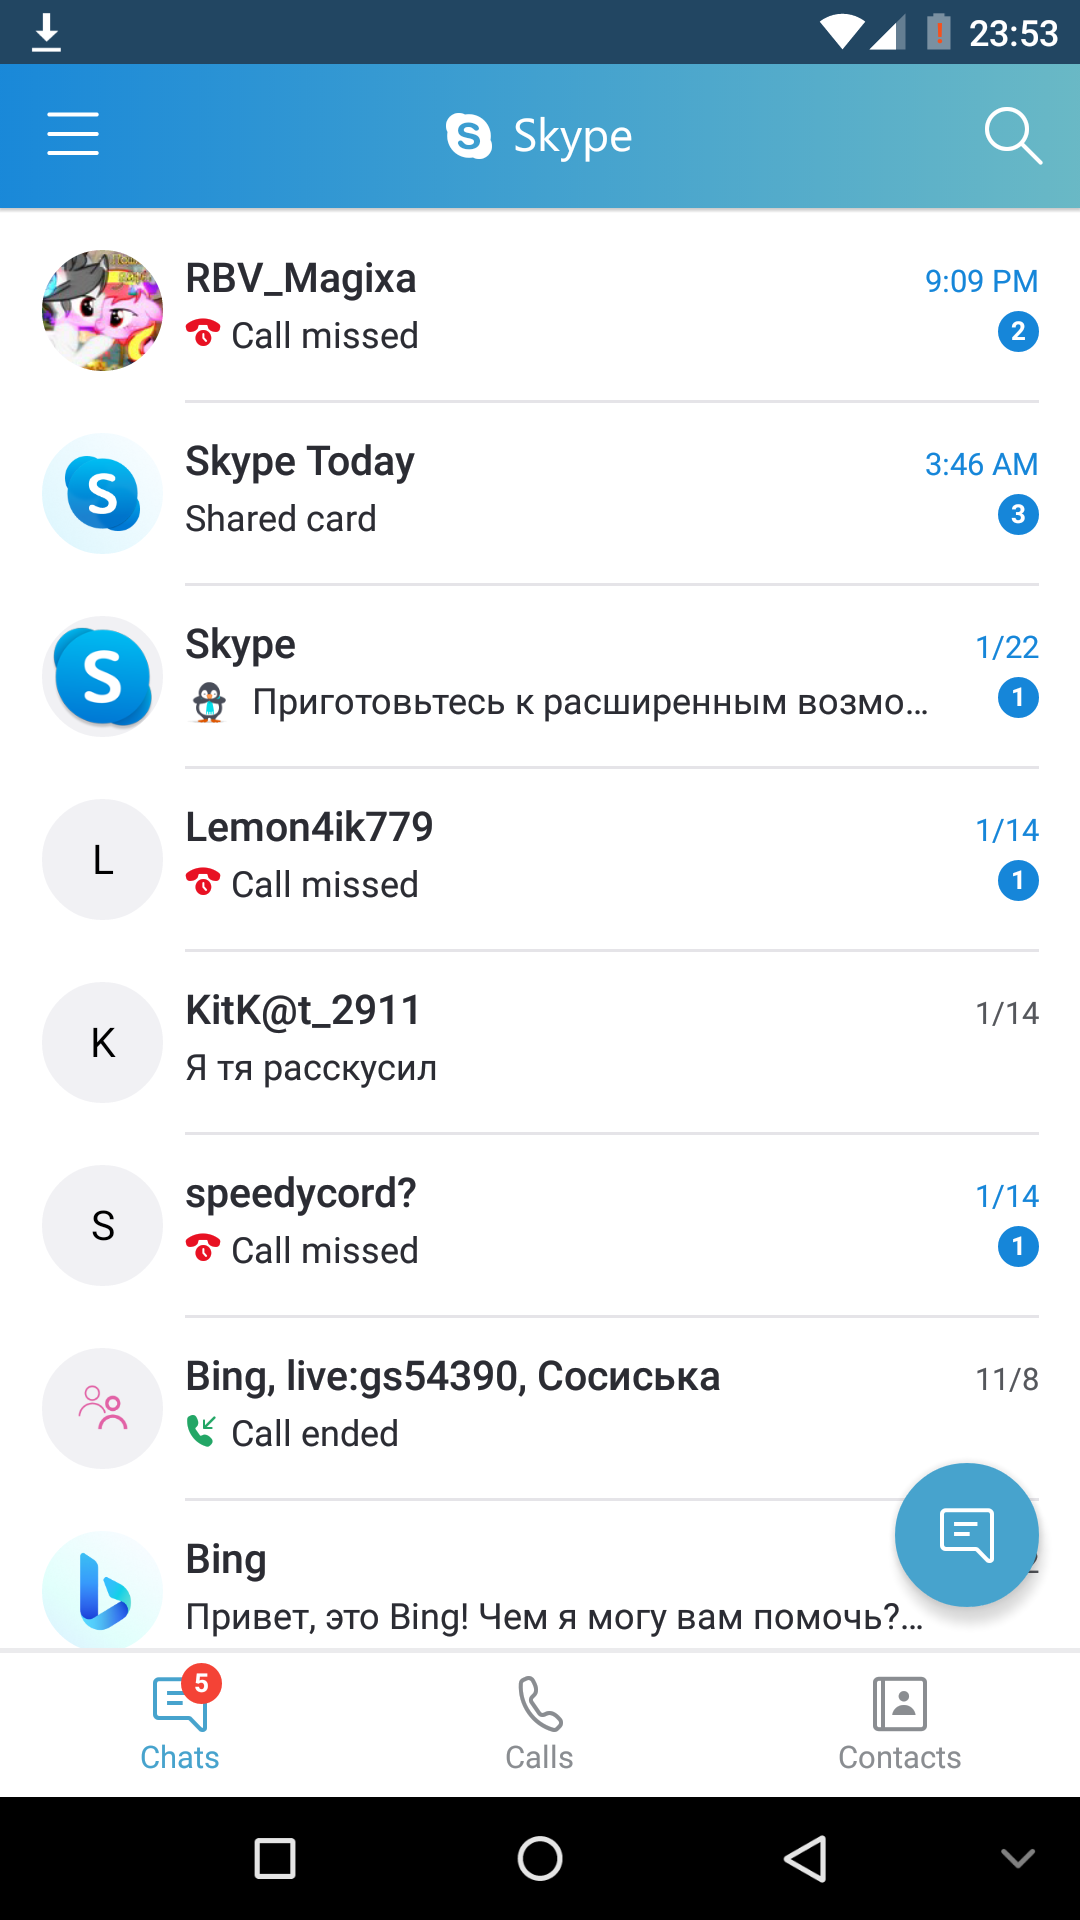 23:53
Skype
RBV_Magixa
9:09 PM
Call missed
2
Skype Today
3:46 AM
Shared card
3
Skype
1/22
Приготовьтесь к расширенным возмо…
1
Lemon4ik779
1/14
L
Call missed
1
KitK@t_2911
1/14
K
Я тя расскусил
speedycord?
1/14
S
Call missed
1
Bing, live:gs54390, Сосиська
11/8
Call ended
Bing
2
Привет, это Bing! Чем я могу вам помочь?…
5
Chats
Calls
Contacts